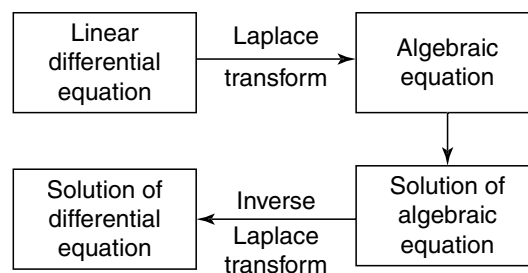 Linear
differential
equation
Laplace
transform
Algebraic
equation
Solution of
algebraic
equation
Inverse
Laplace
transform
Solution of
differential
equation